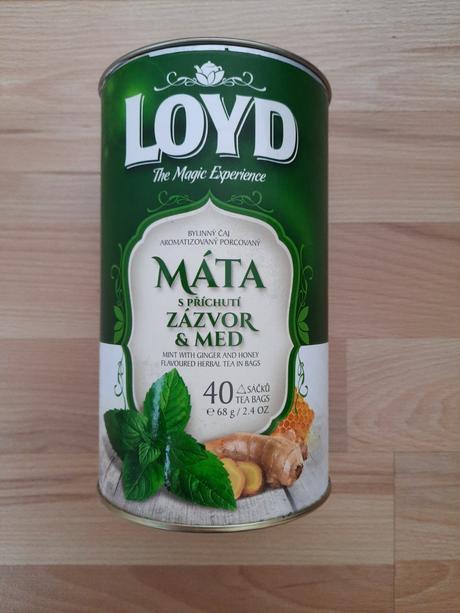 LOYD
The Magic Experience
BYLINNÝ ČAJ
AROMATIZOVANÝ PORCOVANÝ
MÁTA
S PŘÍCHUTÍ
ZÁZVOR
& MED
MINT WITH GINGER AND HONEY
FLAVOURED HERBAL TEA IN BAGS
40 SÁČKŮ
TEA BAGS
℮ 68 g / 2.4 OZ